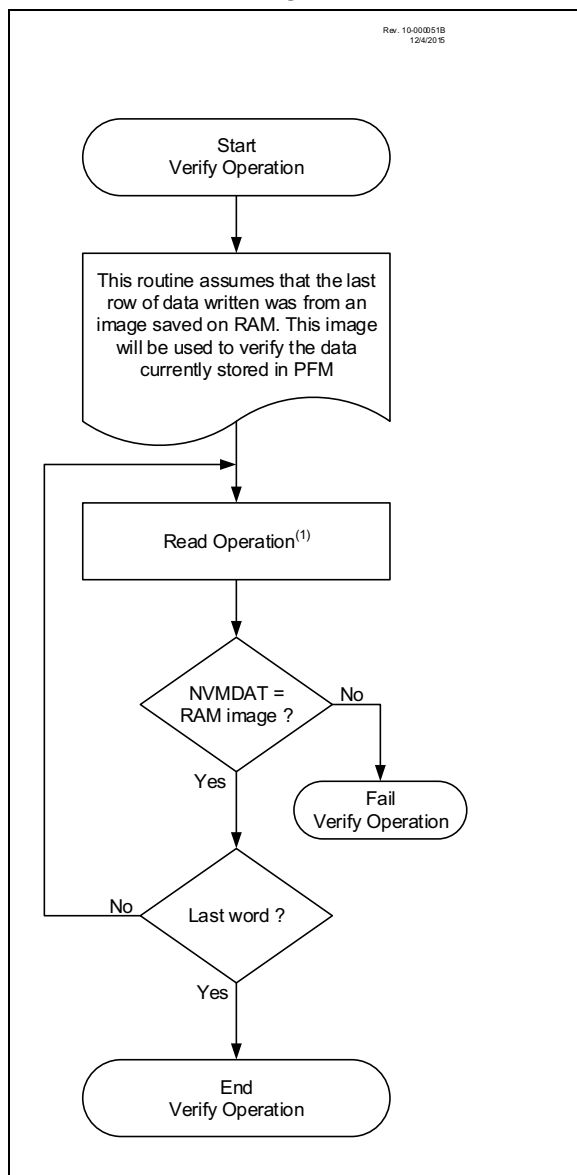 Rev. 10-000051B
12/4/2015
Start
Verify Operation
This routine assumes that the last
row of data written was from an
image saved on RAM. This image
will be used to verify the data
currently stored in PFM
Read Operation(1)
NVMDAT =
RAM image ?
No
Yes
Fail
Verify Operation
No
Last word ?
Yes
End
Verify Operation